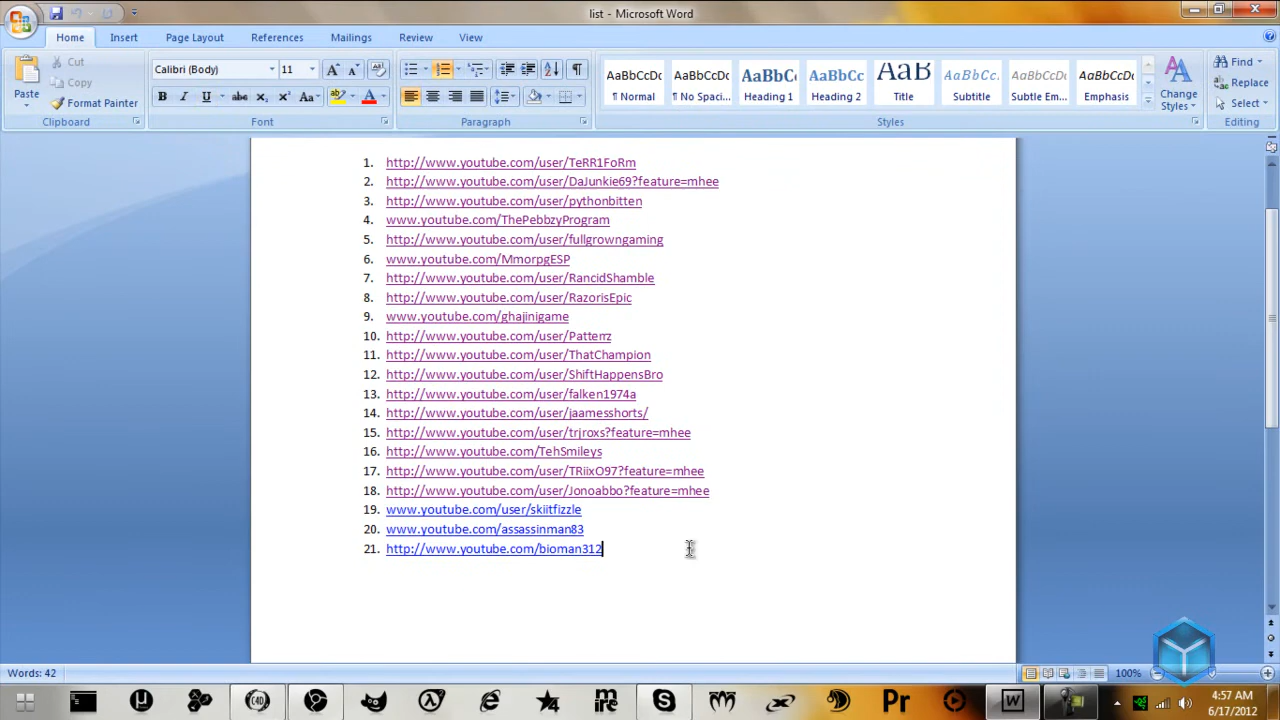 list - Microsoft Word
Home Insert Page Layout References Mailings Review View
Paste
Cut
Copy
Format Painter
Clipboard
Calibri (Body) 11
B I U abc X₂ X² Aa
Font
Paragraph
AaBbCcDc AaBbCcDc AaBbCc AaBbCc AaB AaBbCc. AaBbCcDc AaBbCcDc
¶ Normal ¶ No Spaci... Heading 1 Heading 2 Title Subtitle Subtle Em... Emphasis
Change Styles
Styles
Find
Replace
Select
Editing
1. http://www.youtube.com/user/TeRR1FoRm
2. http://www.youtube.com/user/DaJunkie69?feature=mhee
3. http://www.youtube.com/user/pythonbitten
4. www.youtube.com/ThePebbzyProgram
5. http://www.youtube.com/user/fullgrowngaming
6. www.youtube.com/MmorpgESP
7. http://www.youtube.com/user/RancidShamble
8. http://www.youtube.com/user/RazorisEpic
9. www.youtube.com/ghajinigame
10. http://www.youtube.com/user/Patterrz
11. http://www.youtube.com/user/ThatChampion
12. http://www.youtube.com/user/ShiftHappensBro
13. http://www.youtube.com/user/falken1974a
14. http://www.youtube.com/user/jaamesshorts/
15. http://www.youtube.com/user/trjroxs?feature=mhee
16. http://www.youtube.com/TehSmileys
17. http://www.youtube.com/user/TRiixO97?feature=mhee
18. http://www.youtube.com/user/Jonoabbo?feature=mhee
19. www.youtube.com/user/skiitfizzle
20. www.youtube.com/assassinman83
21. http://www.youtube.com/bioman312
Words: 42
100%
Pr
W
4:57 AM
6/17/2012